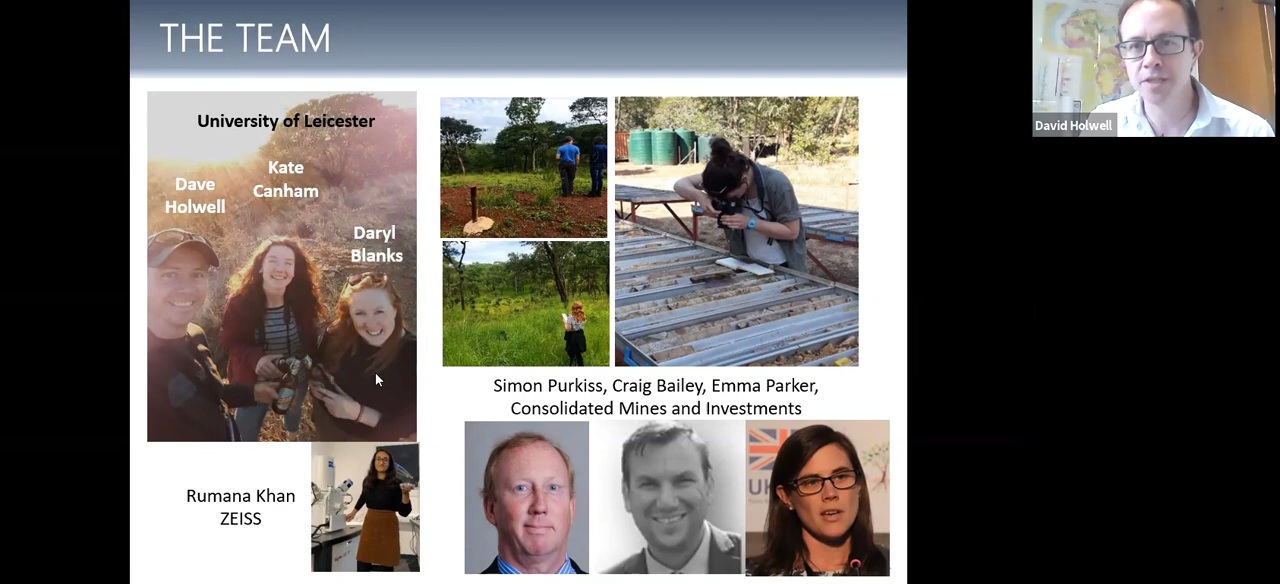 THE TEAM
University of Leicester
Dave
Holwell
Kate
Canham
Daryl
Blanks
Simon Purkiss, Craig Bailey, Emma Parker,
Consolidated Mines and Investments
Rumana Khan
ZEISS
UK
David Holwell